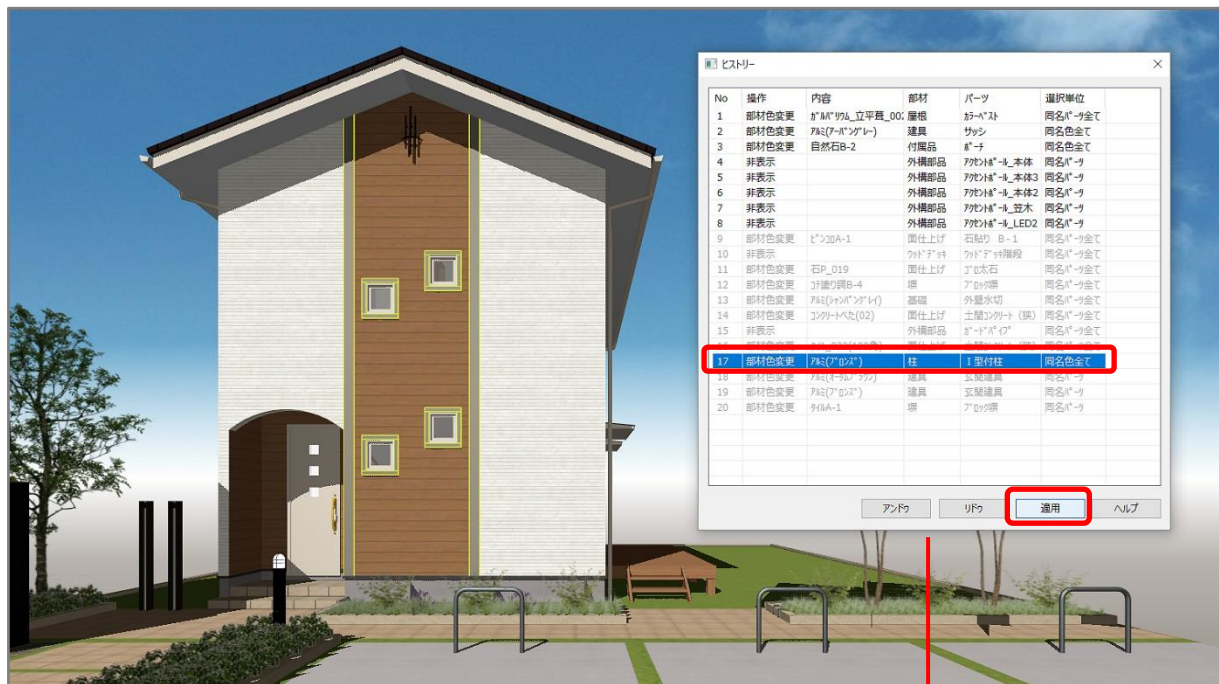 ヒストリー
No 操作 内容 部材 パーツ 選択単位
1 部材色変更 ｶﾞﾙﾊﾞﾘｳﾑ_立平葺_002 屋根 ｶﾗｰﾍﾞｽﾄ 同名ﾊﾟｰﾂ全て
2 部材色変更 ｱﾙﾐ(ｱｰﾊﾞﾝｸﾞﾚｰ) 建具 サッシ 同名色全て
3 部材色変更 自然石B-2 付属品 ﾎﾟｰﾁ 同名色全て
4 非表示 外構部品 ｱｸｾﾝﾄﾎﾟｰﾙ_本体 同名ﾊﾟｰﾂ
5 非表示 外構部品 ｱｸｾﾝﾄﾎﾟｰﾙ_本体3 同名ﾊﾟｰﾂ
6 非表示 外構部品 ｱｸｾﾝﾄﾎﾟｰﾙ_本体2 同名ﾊﾟｰﾂ
7 非表示 外構部品 ｱｸｾﾝﾄﾎﾟｰﾙ_笠木 同名ﾊﾟｰﾂ
8 非表示 外構部品 ｱｸｾﾝﾄﾎﾟｰﾙ_LED2 同名ﾊﾟｰﾂ
9 部材色変更 ﾋﾟﾝｺﾛA-1 面仕上げ 石貼り B-1 同名ﾊﾟｰﾂ全て
10 非表示 ｳｯﾄﾞﾃﾞｯｷ ｳｯﾄﾞﾃﾞｯｷ階段 同名ﾊﾟｰﾂ全て
11 部材色変更 石P_019 面仕上げ ｺﾞﾛ太石 同名ﾊﾟｰﾂ全て
12 部材色変更 ｺﾃ塗り調B-4 塀 ﾌﾞﾛｯｸ塀 同名ﾊﾟｰﾂ全て
13 部材色変更 ｱﾙﾐ(ｼｬﾝﾊﾟﾝｸﾞﾚｲ) 基礎 外壁水切 同名ﾊﾟｰﾂ全て
14 部材色変更 ｺﾝｸﾘｰﾄべた(02) 面仕上げ 土間ｺﾝｸﾘｰﾄ（狭） 同名ﾊﾟｰﾂ全て
15 非表示 外構部品 ｶﾞｰﾄﾞﾊﾟｲﾌﾟ 同名ﾊﾟｰﾂ全て
17 部材色変更 ｱﾙﾐ(ﾌﾞﾛﾝｽﾞ) 柱 Ⅰ型付柱 同名色全て
18 部材色変更 ｱﾙﾐ(ｵｰﾀﾑﾌﾞﾗｳﾝ) 建具 玄関建具 同名ﾊﾟｰﾂ
19 部材色変更 ｱﾙﾐ(ﾌﾞﾛﾝｽﾞ) 建具 玄関建具 同名ﾊﾟｰﾂ
20 部材色変更 ﾀｲﾙA-1 塀 ﾌﾞﾛｯｸ塀 同名ﾊﾟｰﾂ
アンドゥ リドゥ 適用 ヘルプ